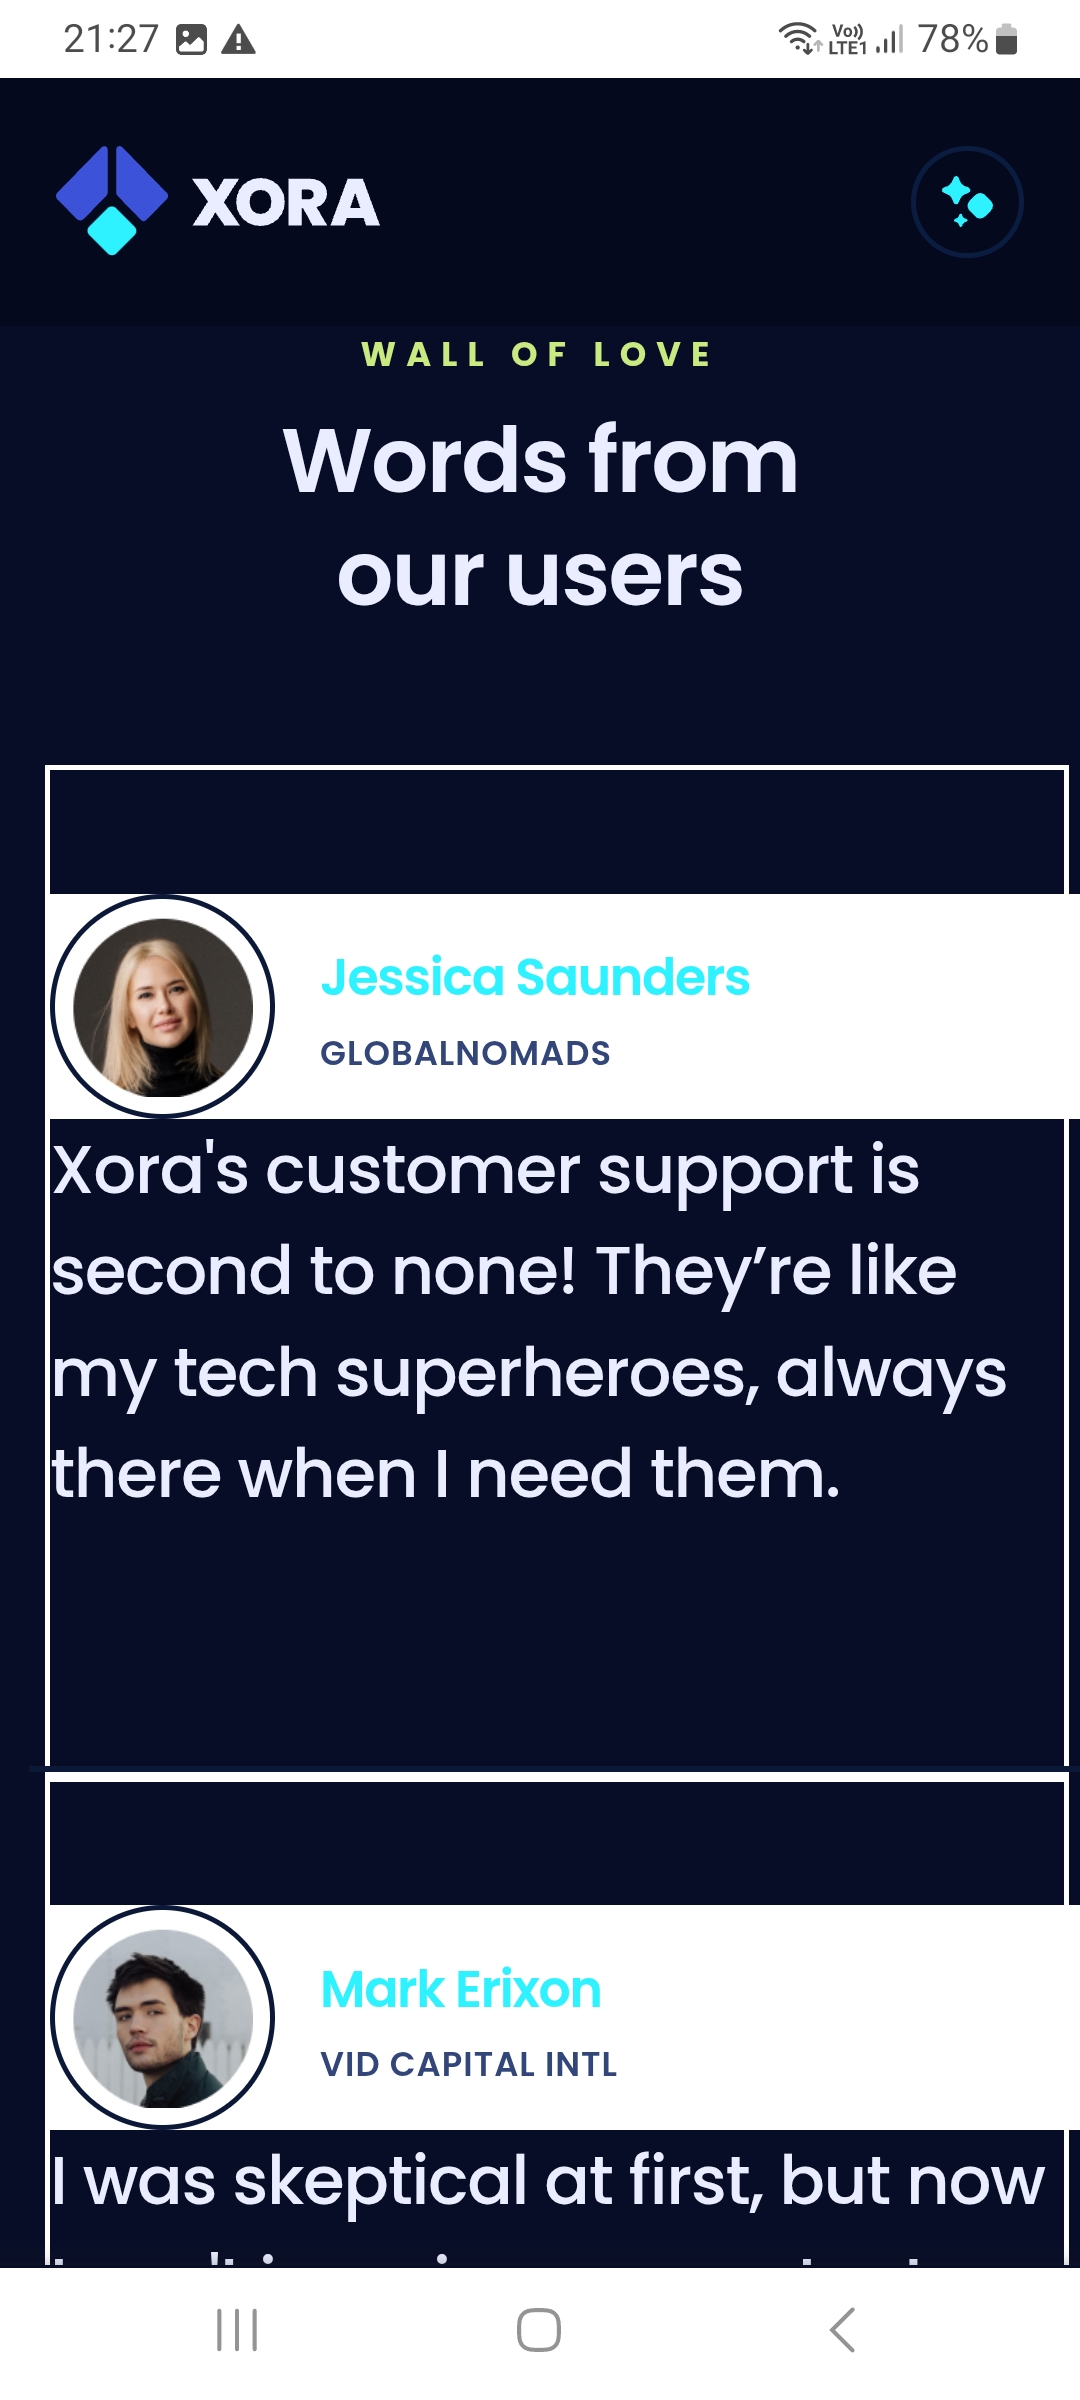 21:27
Vo)) LTE1 78%
XORA
WALL OF LOVE
Words from
our users
Jessica Saunders
GLOBALNOMADS
Xora's customer support is
second to none! They’re like
my tech superheroes, always
there when I need them.
Mark Erixon
VID CAPITAL INTL
I was skeptical at first, but now